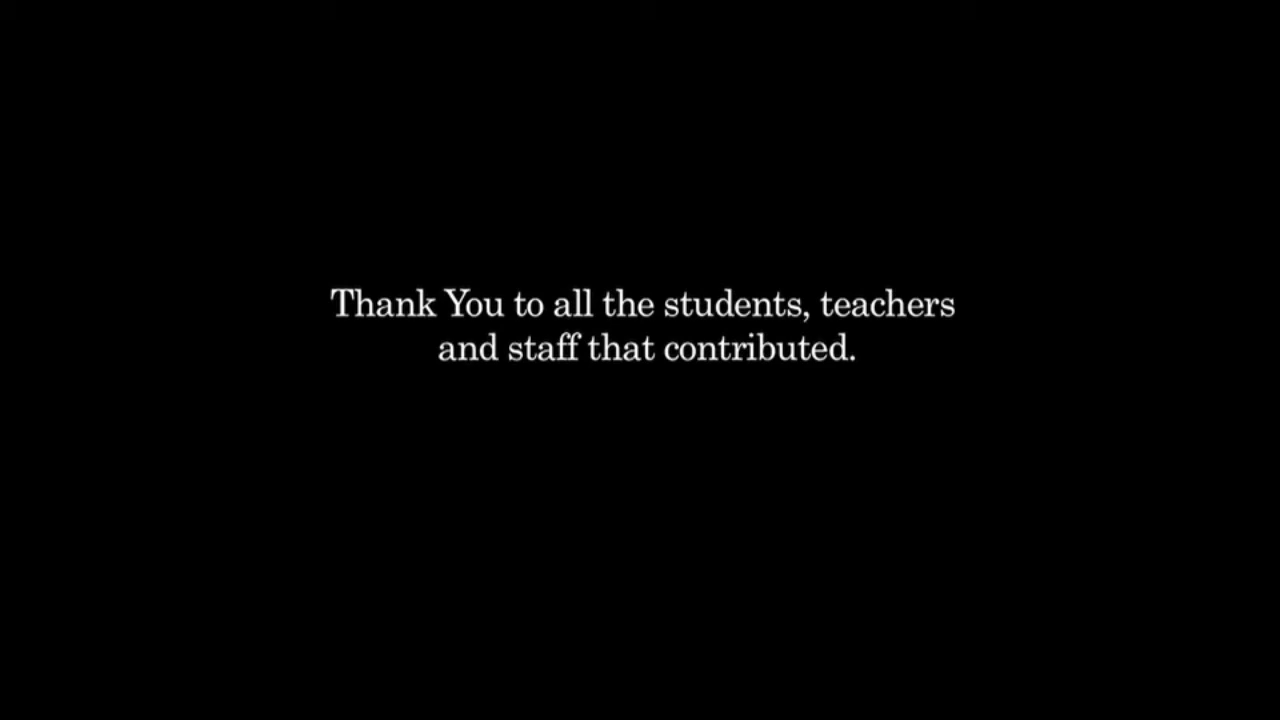 Thank You to all the students, teachers
and staff that contributed.